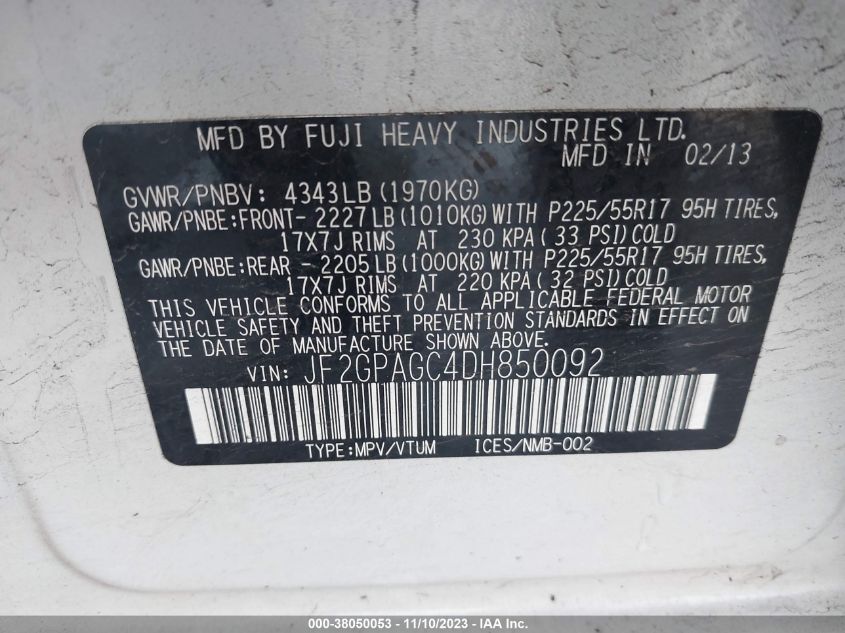 MFD BY FUJI HEAVY INDUSTRIES LTD.
MFD IN 02/13
GVWR/PNBV: 4343LB (1970KG)
GAWR/PNBE:FRONT- 2227LB(1010KG) WITH P225/55R17 95H TIRES,
17X7J RIMS AT 230 KPA( 33 PSI) COLD
GAWR/PNBE:REAR - 2205LB(1000KG) WITH P225/55R17 95H TIRES,
17X7J RIMS AT 220 KPA( 32 PSI) COLD
THIS VEHICLE CONFORMS TO ALL APPLICABLE FEDERAL MOTOR
VEHICLE SAFETY AND THEFT PREVENTION STANDARDS IN EFFECT ON
THE DATE OF MANUFACTURE SHOWN ABOVE.
VIN: JF2GPAGC4DH850092
TYPE:MPV/VTUM ICES/NMB-002
000-38050053 - 11/10/2023 - IAA Inc.